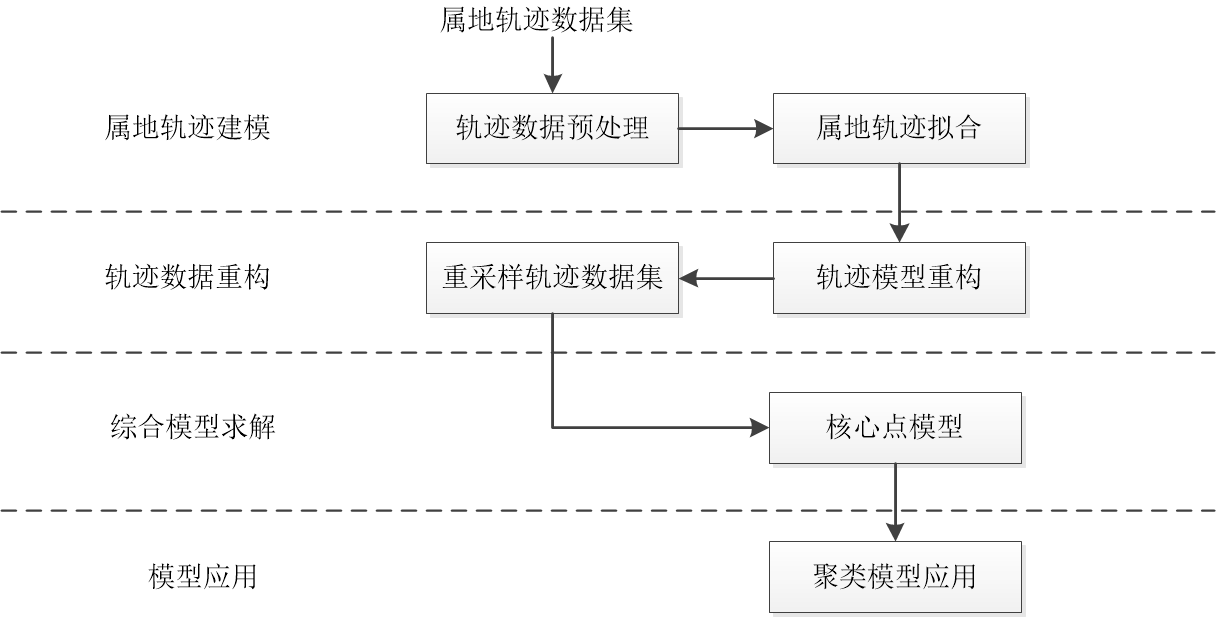 属地轨迹数据集
属地轨迹建模
轨迹数据预处理
属地轨迹拟合
轨迹数据重构
重采样轨迹数据集
轨迹模型重构
综合模型求解
核心点模型
模型应用
聚类模型应用